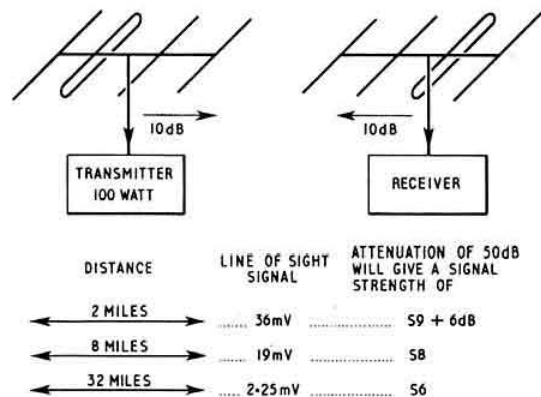 10dB
10dB
TRANSMITTER
100 WATT
RECEIVER
DISTANCE
LINE OF SIGHT
SIGNAL
ATTENUATION OF 50dB
WILL GIVE A SIGNAL
STRENGTH OF
2 MILES ..... 36mV ............... S9 + 6dB
8 MILES ..... 19mV ............... S8
32 MILES ..... 2·25mV ............ S6